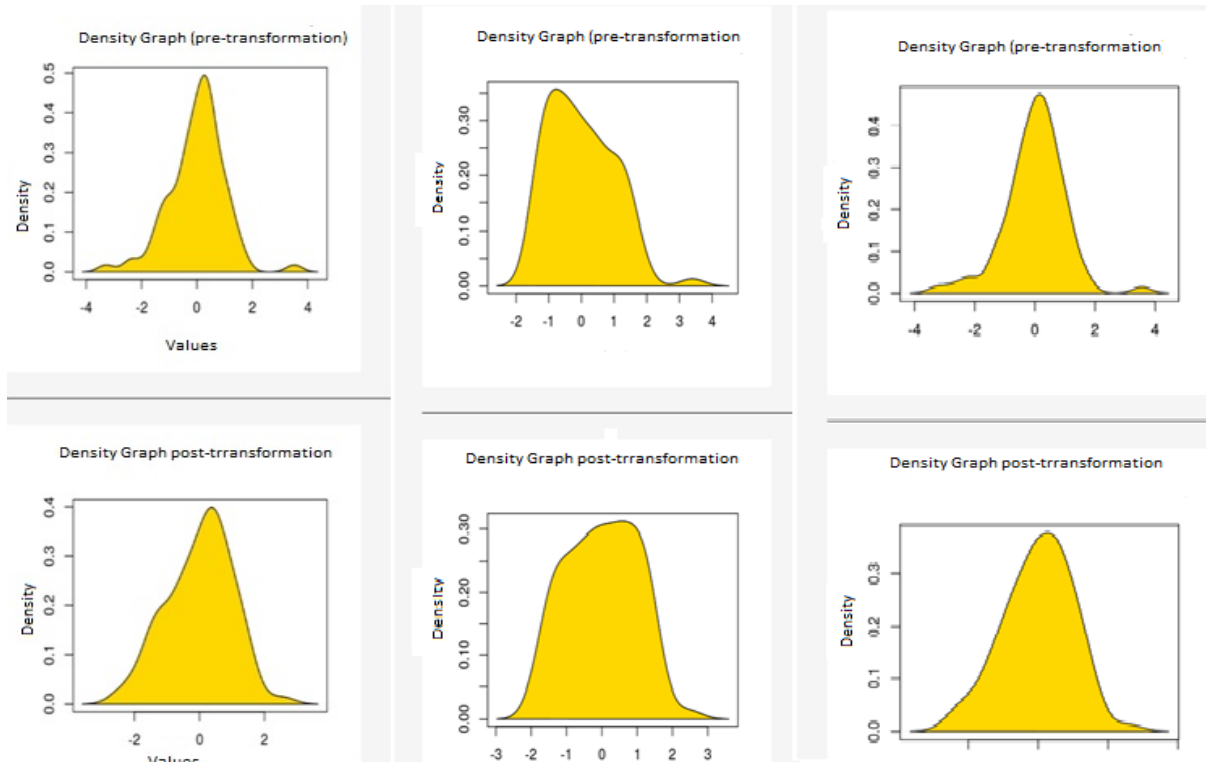 Density Graph (pre-transformation)
0.5
0.4
0.3
0.2
0.1
0.0
Density
-4 -2 0 2 4
Values
Density Graph (pre-transformation
0.30
0.20
0.10
0.00
Density
-2 -1 0 1 2 3 4
Density Graph (pre-transformation
0.4
0.3
0.2
0.1
0.0
Density
-4 -2 0 2 4
Density Graph post-trransformation
0.4
0.3
0.2
0.1
0.0
Density
-2 0 2
Values
Density Graph post-trransformation
0.30
0.20
0.10
0.00
Density
-3 -2 -1 0 1 2 3
Density Graph post-trransformation
0.3
0.2
0.1
0.0
Density